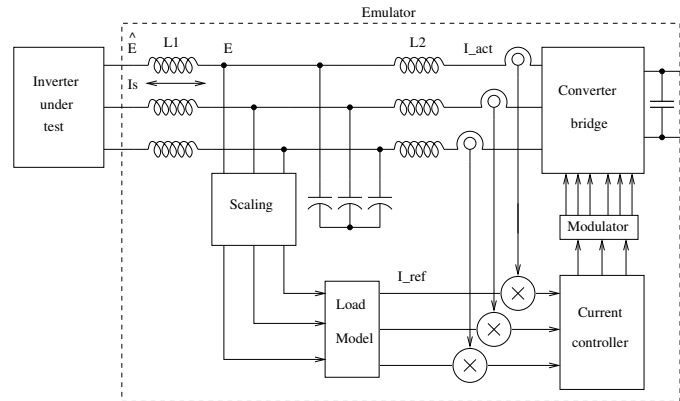 Emulator
^
E
L1
E
L2
I_act
Inverter
under
test
Is
Converter
bridge
Scaling
Modulator
I_ref
Load
Model
Current
controller